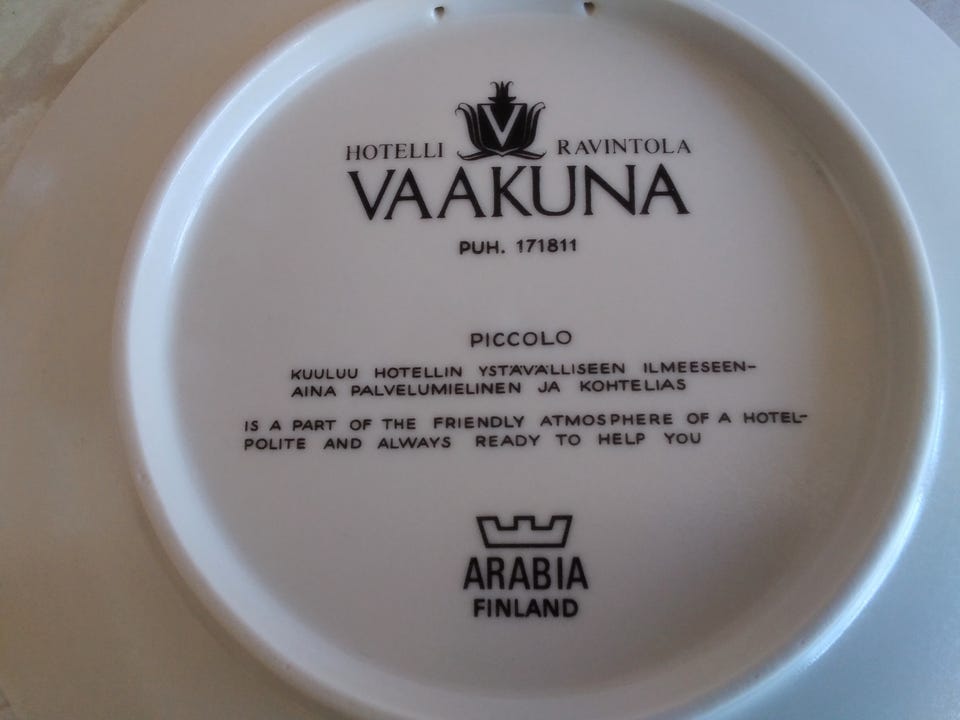 V
HOTELLI RAVINTOLA
VAAKUNA
PUH. 171811
PICCOLO
KUULUU HOTELLIN YSTÄVÄLLISEEN ILMEESEEN-
AINA PALVELUMIELINEN JA KOHTELIAS
IS A PART OF THE FRIENDLY ATMOSPHERE OF A HOTEL-
POLITE AND ALWAYS READY TO HELP YOU
ARABIA
FINLAND